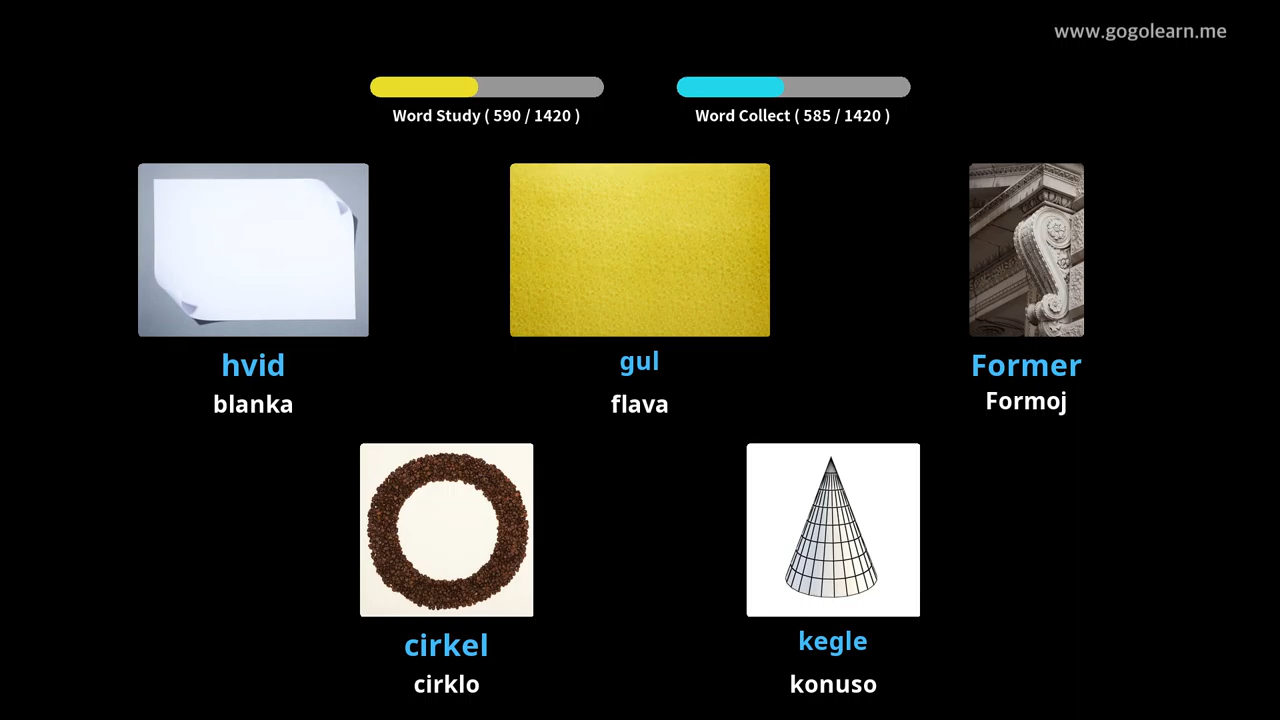 www.gogolearn.me
Word Study ( 590 / 1420 )
Word Collect ( 585 / 1420 )
hvid
blanka
gul
flava
Former
Formoj
cirkel
cirklo
kegle
konuso